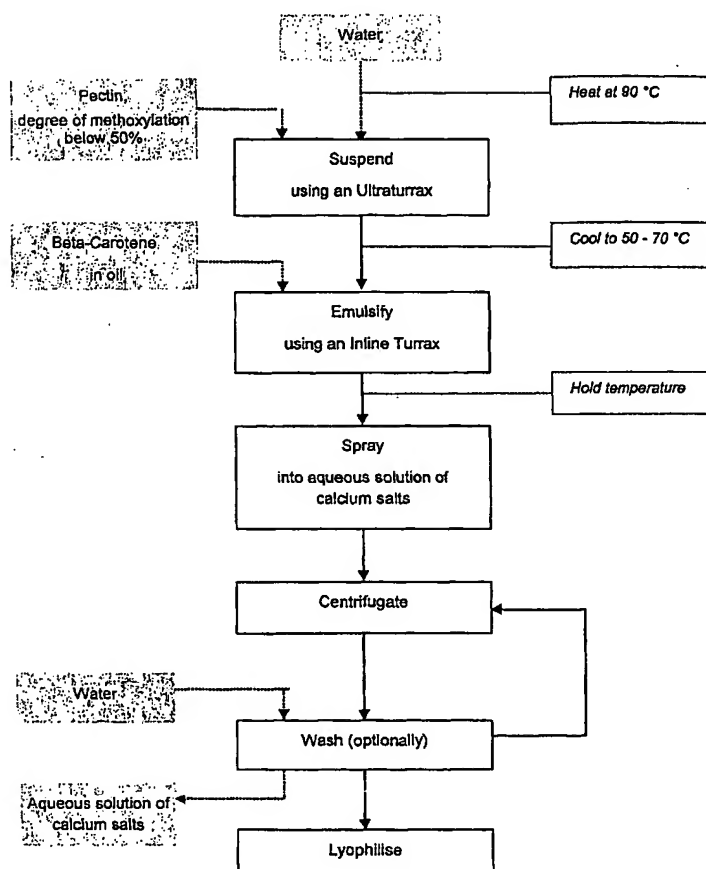 Water
Pectin,
degree of methoxylation
below 50%
Heat at 90 °C
Suspend
using an Ultraturrax
Beta-Carotene
in oil
Cool to 50 - 70 °C
Emulsify
using an Inline Turrax
Hold temperature
Spray
into aqueous solution of
calcium salts
Centrifugate
Water
Wash (optionally)
Aqueous solution of
calcium salts
Lyophilise